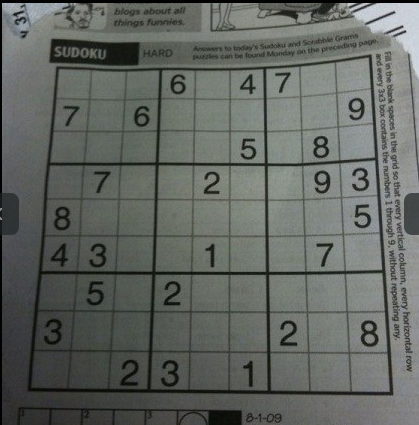 blogs about all
things funnies.
SUDOKU HARD
Answers to today's Sudoku and Scrabble Grams
puzzles can be found Monday on the preceding page.
6 4 7
7 6 9
5 8
7 2 9 3
8 5
4 3 1 7
5 2
3 2 8
2 3 1
Fill in the blank spaces in the grid so that every vertical column, every horizontal row
and every 3x3 box contains the numbers 1 through 9, without repeating any.
1 2 3
8-1-09